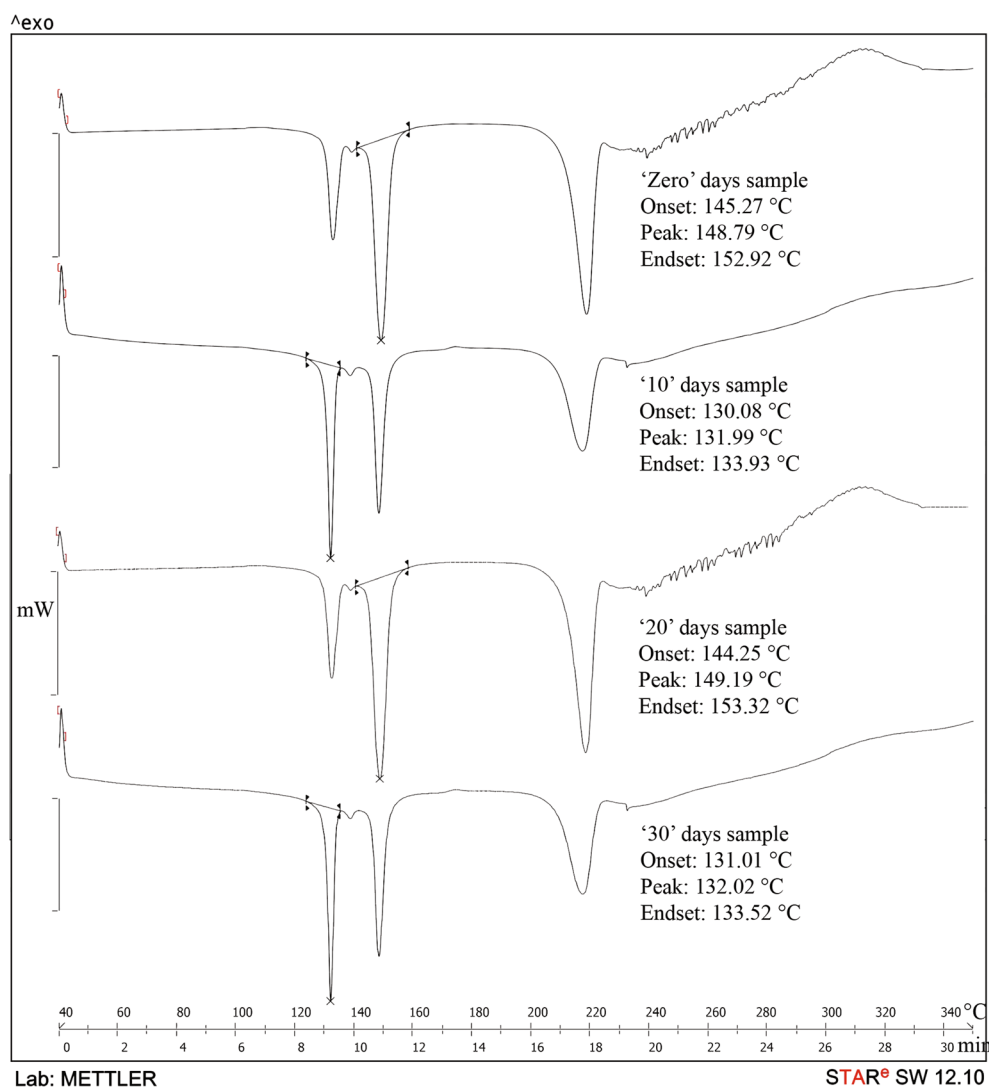 ^exo
‘Zero’ days sample
Onset: 145.27 °C
Peak: 148.79 °C
Endset: 152.92 °C
‘10’ days sample
Onset: 130.08 °C
Peak: 131.99 °C
Endset: 133.93 °C
mW
‘20’ days sample
Onset: 144.25 °C
Peak: 149.19 °C
Endset: 153.32 °C
‘30’ days sample
Onset: 131.01 °C
Peak: 132.02 °C
Endset: 133.52 °C
40 60 80 100 120 140 160 180 200 220 240 260 280 300 320 340 °C
0 2 4 6 8 10 12 14 16 18 20 22 24 26 28 30 min
Lab: METTLER STARe SW 12.10